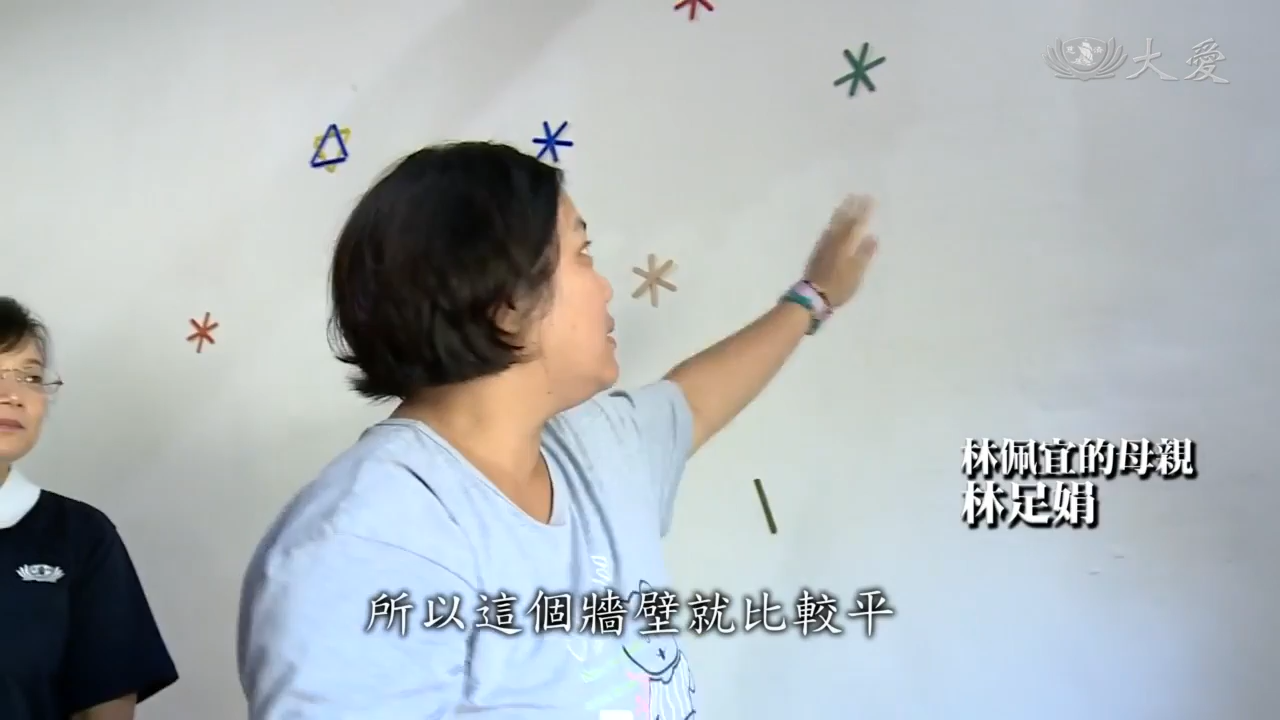 大愛
林佩宜的母親
林足娟
所以這個牆壁就比較平